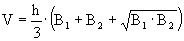 V = h/3 · (B₁ + B₂ + √(B₁ · B₂))